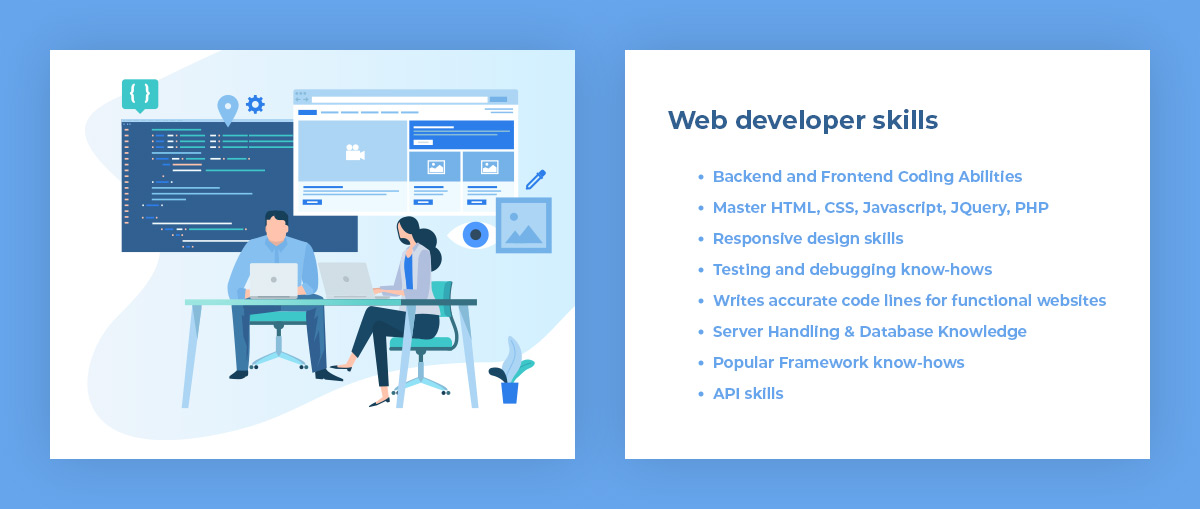 { }
Web developer skills
• Backend and Frontend Coding Abilities
• Master HTML, CSS, Javascript, JQuery, PHP
• Responsive design skills
• Testing and debugging know-hows
• Writes accurate code lines for functional websites
• Server Handling & Database Knowledge
• Popular Framework know-hows
• API skills